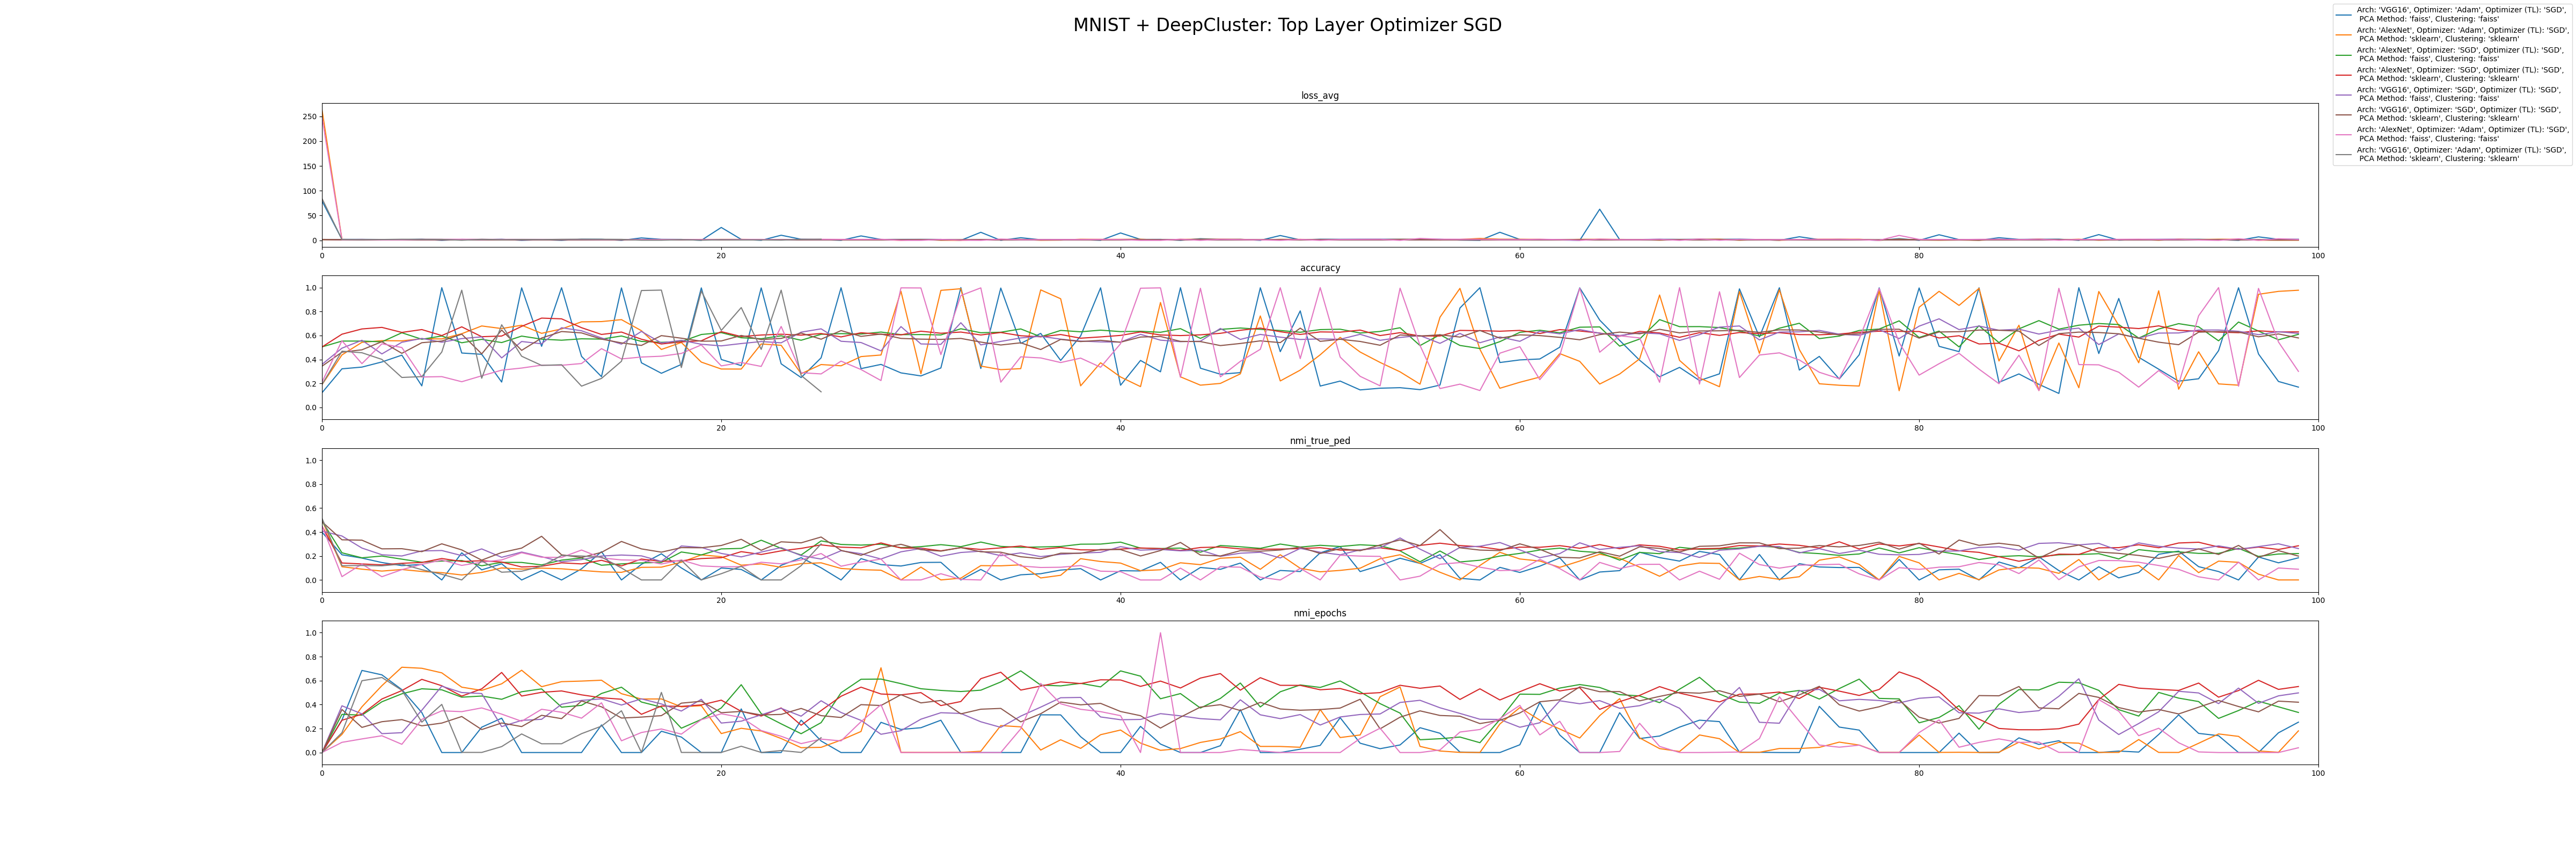 MNIST + DeepCluster: Top Layer Optimizer SGD
Arch: 'VGG16', Optimizer: 'Adam', Optimizer (TL): 'SGD',
PCA Method: 'faiss', Clustering: 'faiss'
Arch: 'AlexNet', Optimizer: 'Adam', Optimizer (TL): 'SGD',
PCA Method: 'sklearn', Clustering: 'sklearn'
Arch: 'AlexNet', Optimizer: 'SGD', Optimizer (TL): 'SGD',
PCA Method: 'faiss', Clustering: 'faiss'
Arch: 'AlexNet', Optimizer: 'SGD', Optimizer (TL): 'SGD',
PCA Method: 'sklearn', Clustering: 'sklearn'
Arch: 'VGG16', Optimizer: 'SGD', Optimizer (TL): 'SGD',
PCA Method: 'faiss', Clustering: 'faiss'
Arch: 'VGG16', Optimizer: 'SGD', Optimizer (TL): 'SGD',
PCA Method: 'sklearn', Clustering: 'sklearn'
Arch: 'AlexNet', Optimizer: 'Adam', Optimizer (TL): 'SGD',
PCA Method: 'faiss', Clustering: 'faiss'
Arch: 'VGG16', Optimizer: 'Adam', Optimizer (TL): 'SGD',
PCA Method: 'sklearn', Clustering: 'sklearn'
loss_avg
250
200
150
100
50
0
0 20 40 60 80 100
accuracy
1.0
0.8
0.6
0.4
0.2
0.0
0 20 40 60 80 100
nmi_true_ped
1.0
0.8
0.6
0.4
0.2
0.0
0 20 40 60 80 100
nmi_epochs
1.0
0.8
0.6
0.4
0.2
0.0
0 20 40 60 80 100